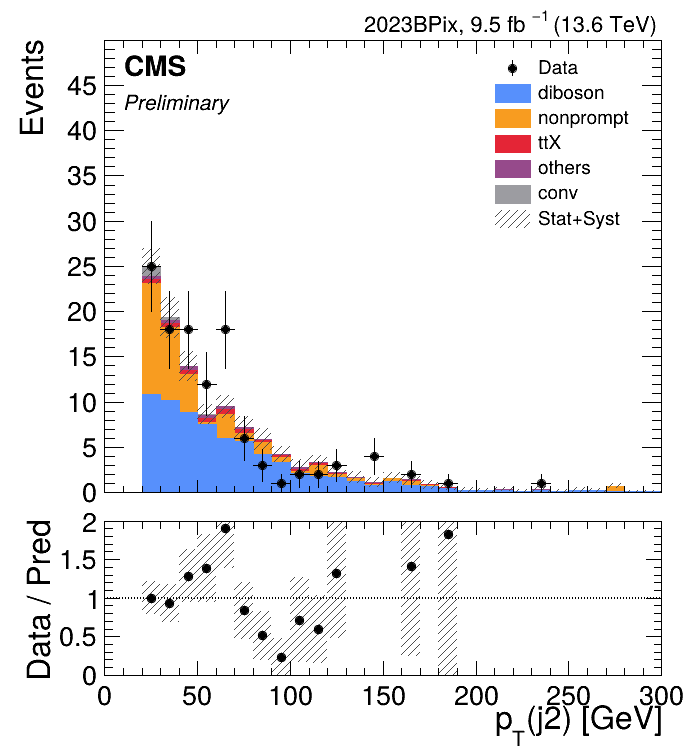 2023BPix, 9.5 fb⁻¹ (13.6 TeV)
CMS
Preliminary
Data
diboson
nonprompt
ttX
others
conv
Stat+Syst
Events
45
40
35
30
25
20
15
10
5
0
Data / Pred
2
1.5
1
0.5
0
0 50 100 150 200 250 300
p_T(j2) [GeV]